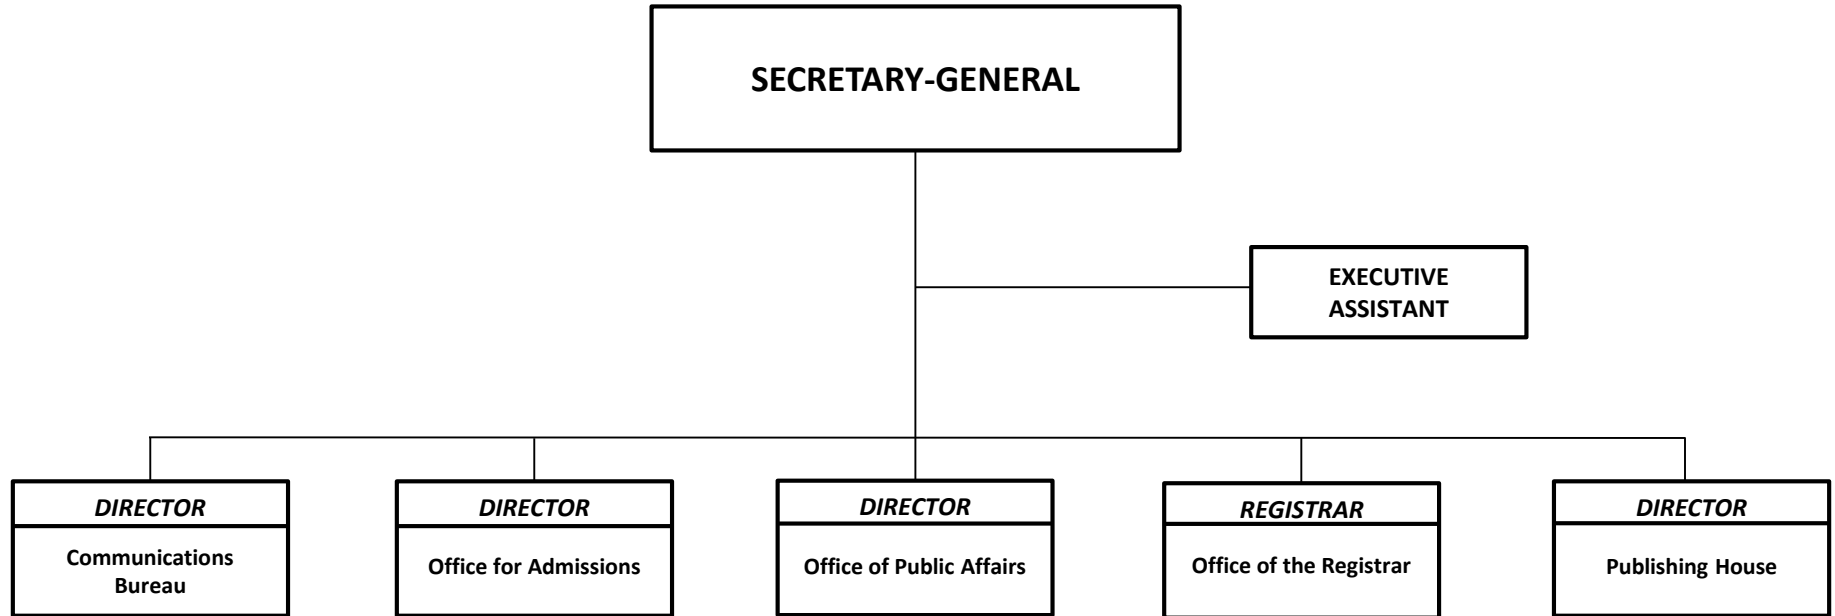 SECRETARY-GENERAL
EXECUTIVE
ASSISTANT
DIRECTOR
Communications
Bureau
DIRECTOR
Office for Admissions
DIRECTOR
Office of Public Affairs
REGISTRAR
Office of the Registrar
DIRECTOR
Publishing House